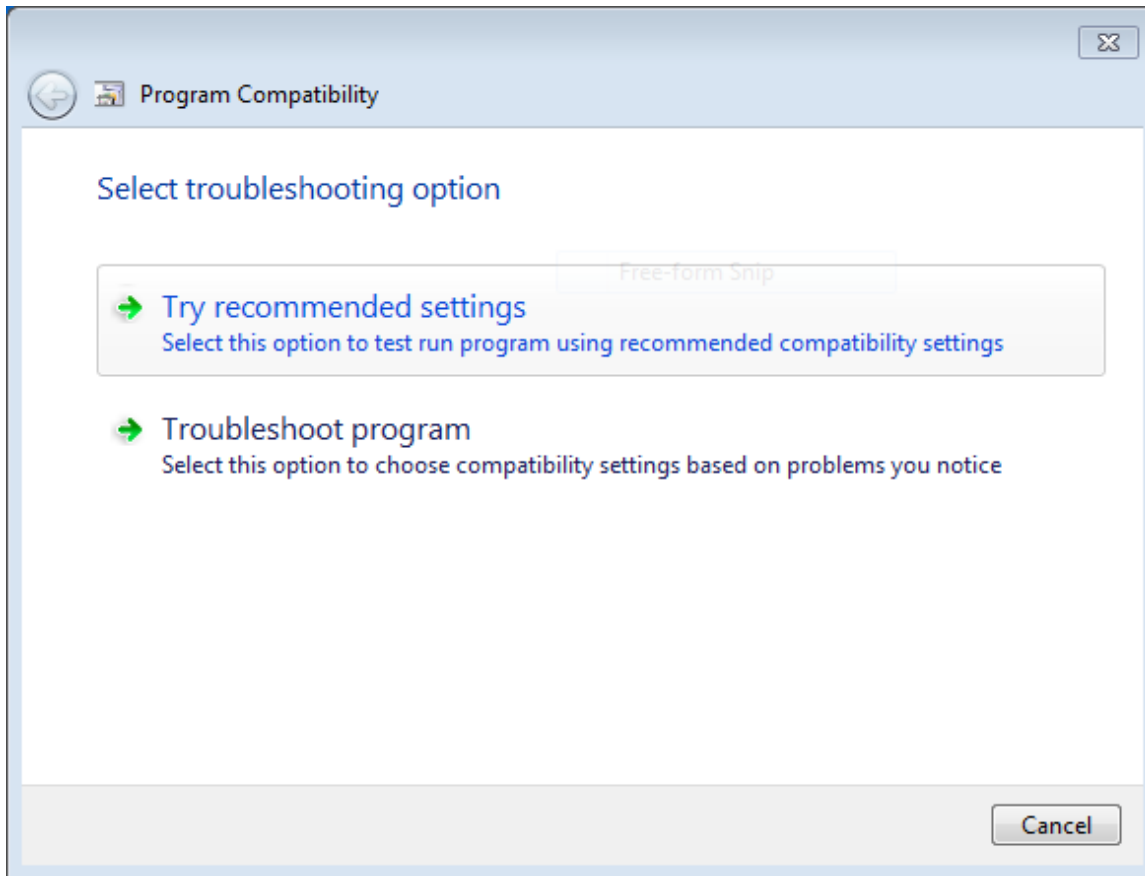 Program Compatibility
Select troubleshooting option
Free-form Snip
Try recommended settings
Select this option to test run program using recommended compatibility settings
Troubleshoot program
Select this option to choose compatibility settings based on problems you notice
Cancel